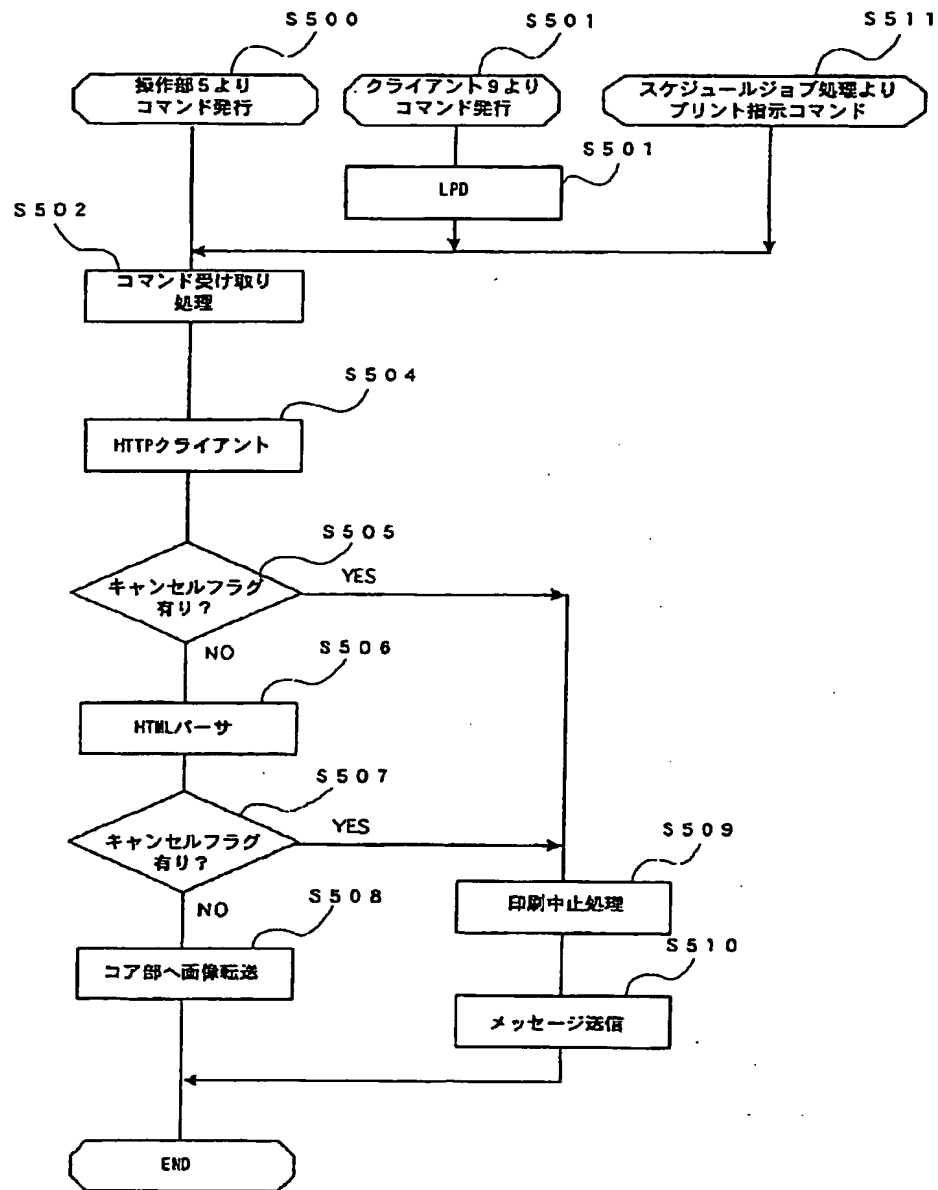 S500
S501
S511
操作部5より
コマンド発行
クライアント9より
コマンド発行
スケジュールジョブ処理より
プリント指示コマンド
S501
LPD
S502
コマンド受け取り
処理
S504
HTTPクライアント
S505
キャンセルフラグ
有り?
YES
NO
S506
HTMLパーサ
S507
キャンセルフラグ
有り?
YES
S509
印刷中止処理
NO
S508
コア部へ画像転送
S510
メッセージ送信
END